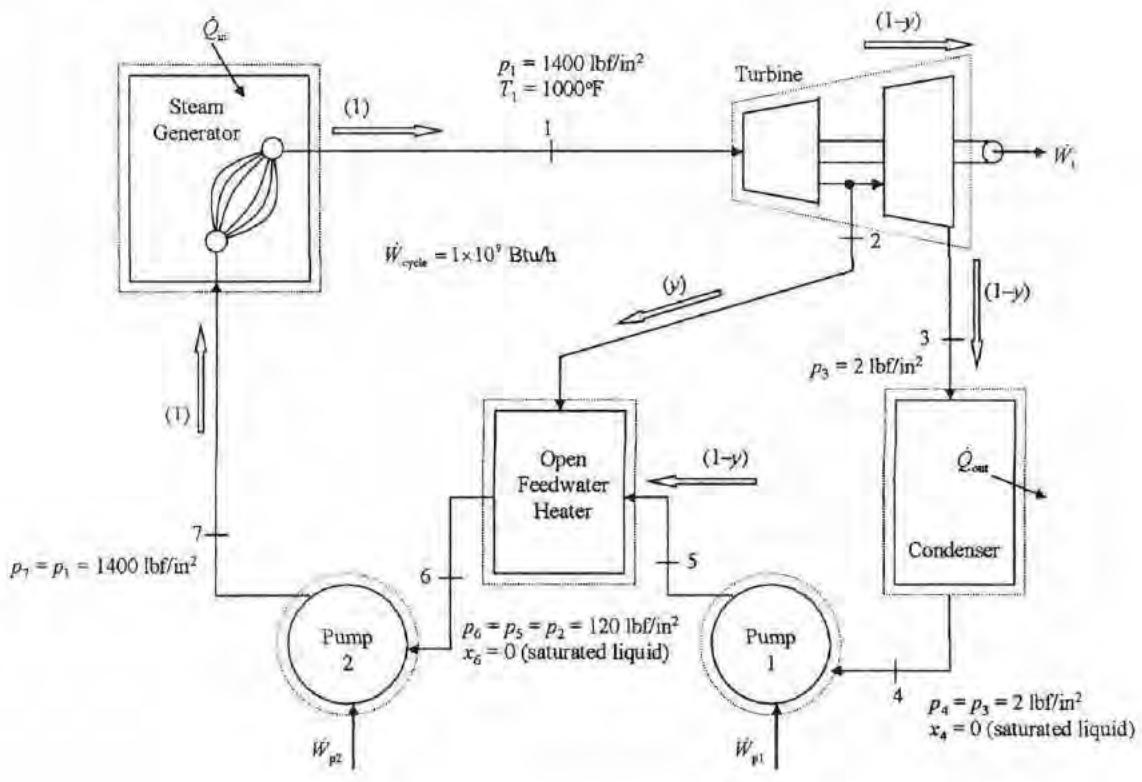 Q̇in
Steam
Generator
(1)
p1 = 1400 lbf/in²
T1 = 1000°F
1
Turbine
(1–y)
Ẇt
2
Ẇcycle = 1×10⁹ Btu/h
(y)
(1–y)
3
p3 = 2 lbf/in²
(1)
Open
Feedwater
Heater
(1–y)
Q̇out
Condenser
7
p7 = p1 = 1400 lbf/in²
6
5
p6 = p5 = p2 = 120 lbf/in²
x6 = 0 (saturated liquid)
Pump
2
Pump
1
4
p4 = p3 = 2 lbf/in²
x4 = 0 (saturated liquid)
Ẇp2
Ẇp1